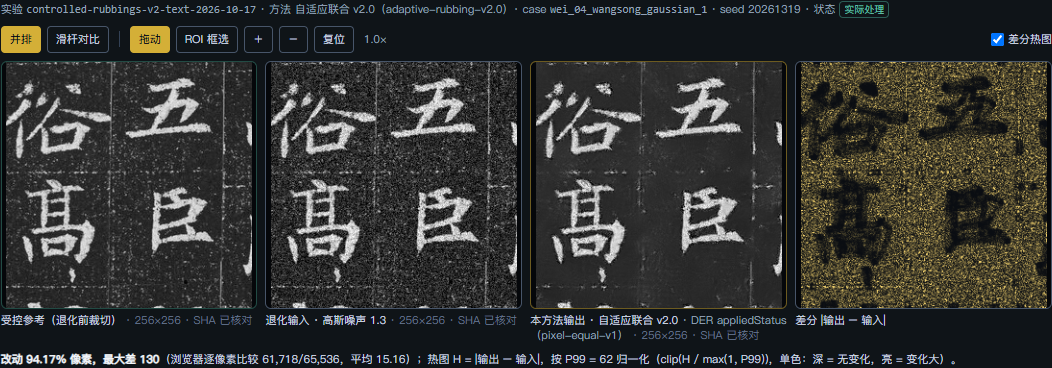 实验 controlled-rubbings-v2-text-2026-10-17 · 方法 自适应联合 v2.0（adaptive-rubbing-v2.0）· case wei_04_wangsong_gaussian_1 · seed 20261319 · 状态 实际处理
并排 滑杆对比 拖动 ROI 框选 + − 复位 1.0× 差分热图
俗 五
高 臣
俗 五
高 臣
俗 五
高 臣
俗 五
高 臣
受控参考（退化前裁切） · 256×256 · SHA 已核对
退化输入 · 高斯噪声 1.3 · 256×256 · SHA 已核对
本方法输出 · 自适应联合 v2.0 · DER appliedStatus
（pixel-equal-v1） · 256×256 · SHA 已核对
差分 |输出 − 输入|
改动 94.17% 像素，最大差 130（浏览器逐像素比较 61,718/65,536，平均 15.16）；热图 H = |输出 − 输入|，按 P99 = 62 归一化（clip(H / max(1, P99))，单色：深 = 无变化，亮 = 变化大）。